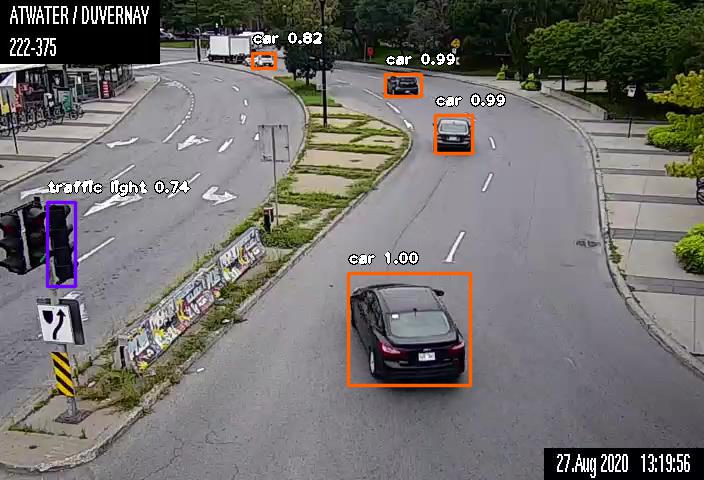 ATWATER / DUVERNAY
222-375
car 0.82
car 0.99
car 0.99
traffic light 0.74
car 1.00
27.Aug 2020 13:19:56